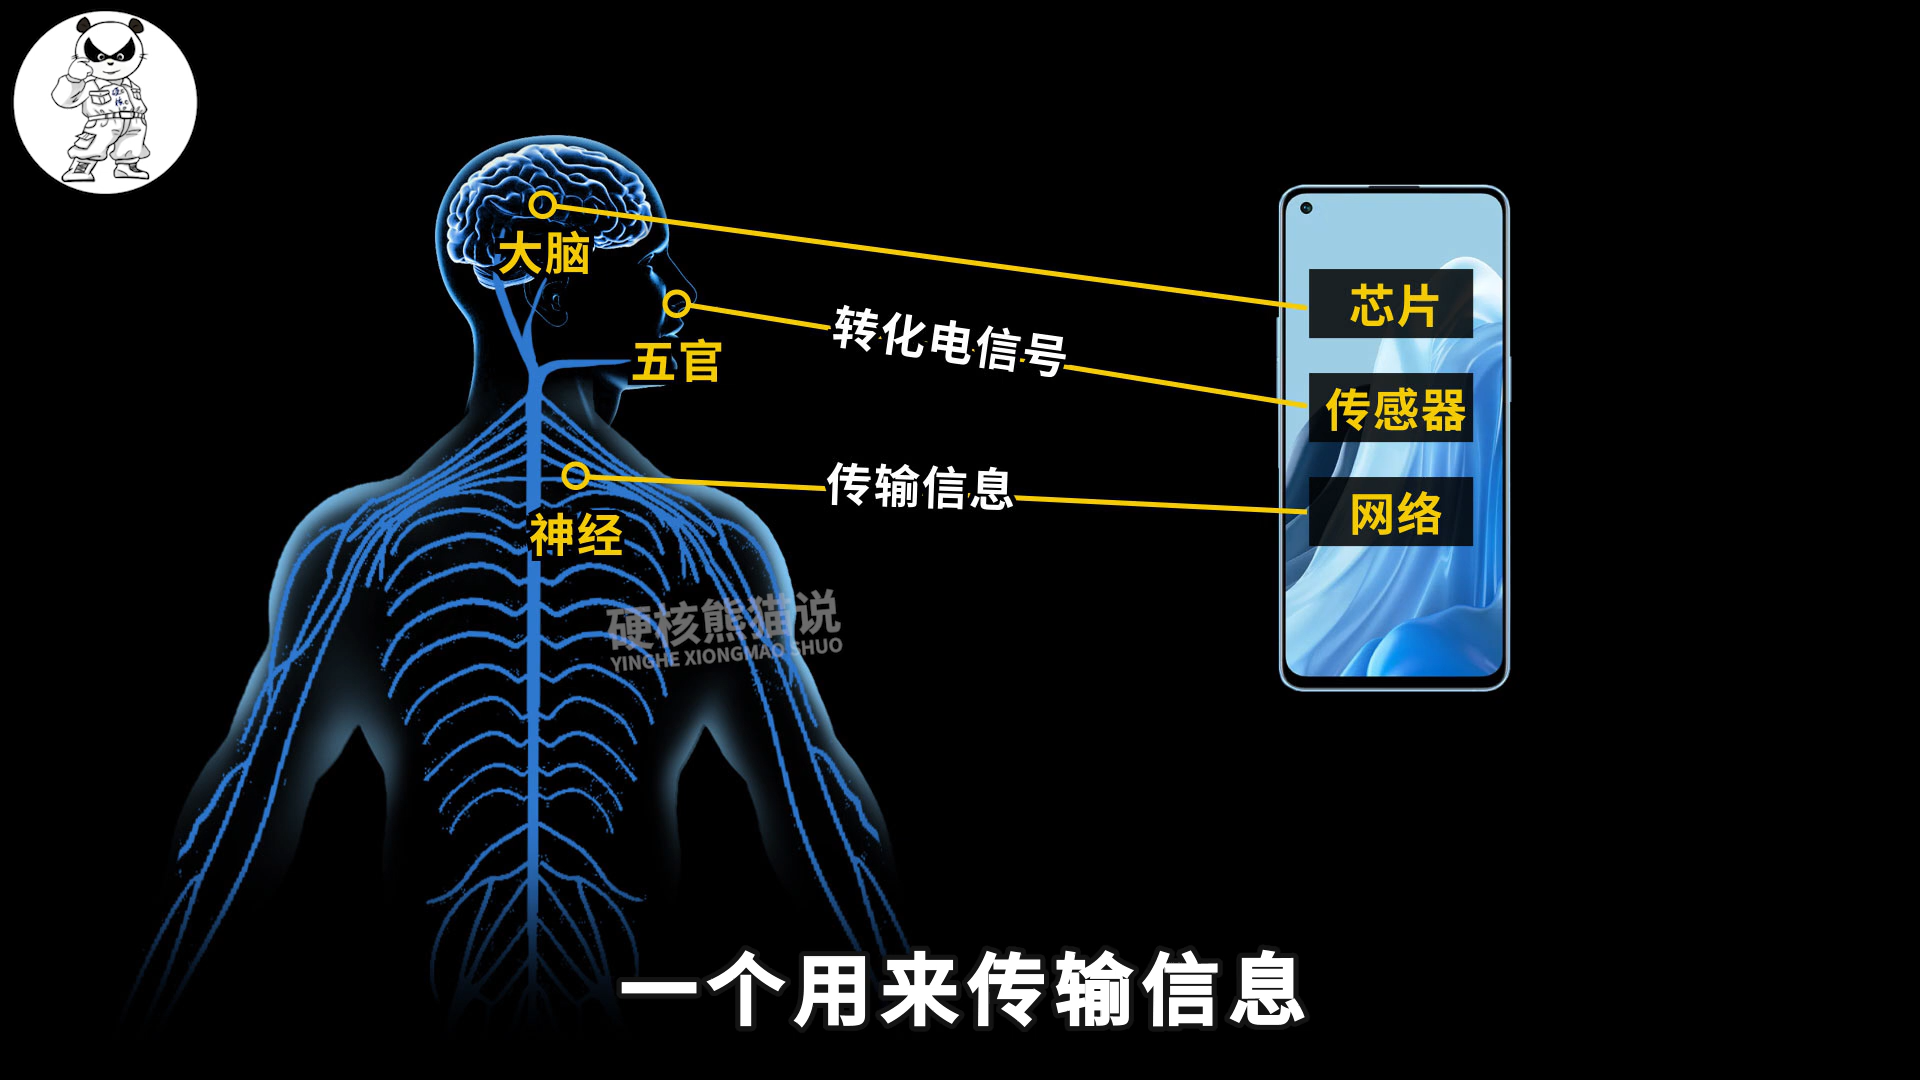 大脑
芯片
转化电信号
五官
传感器
传输信息
网络
神经
硬核熊猫说
YINGHE XIONGMAO SHUO
一个用来传输信息